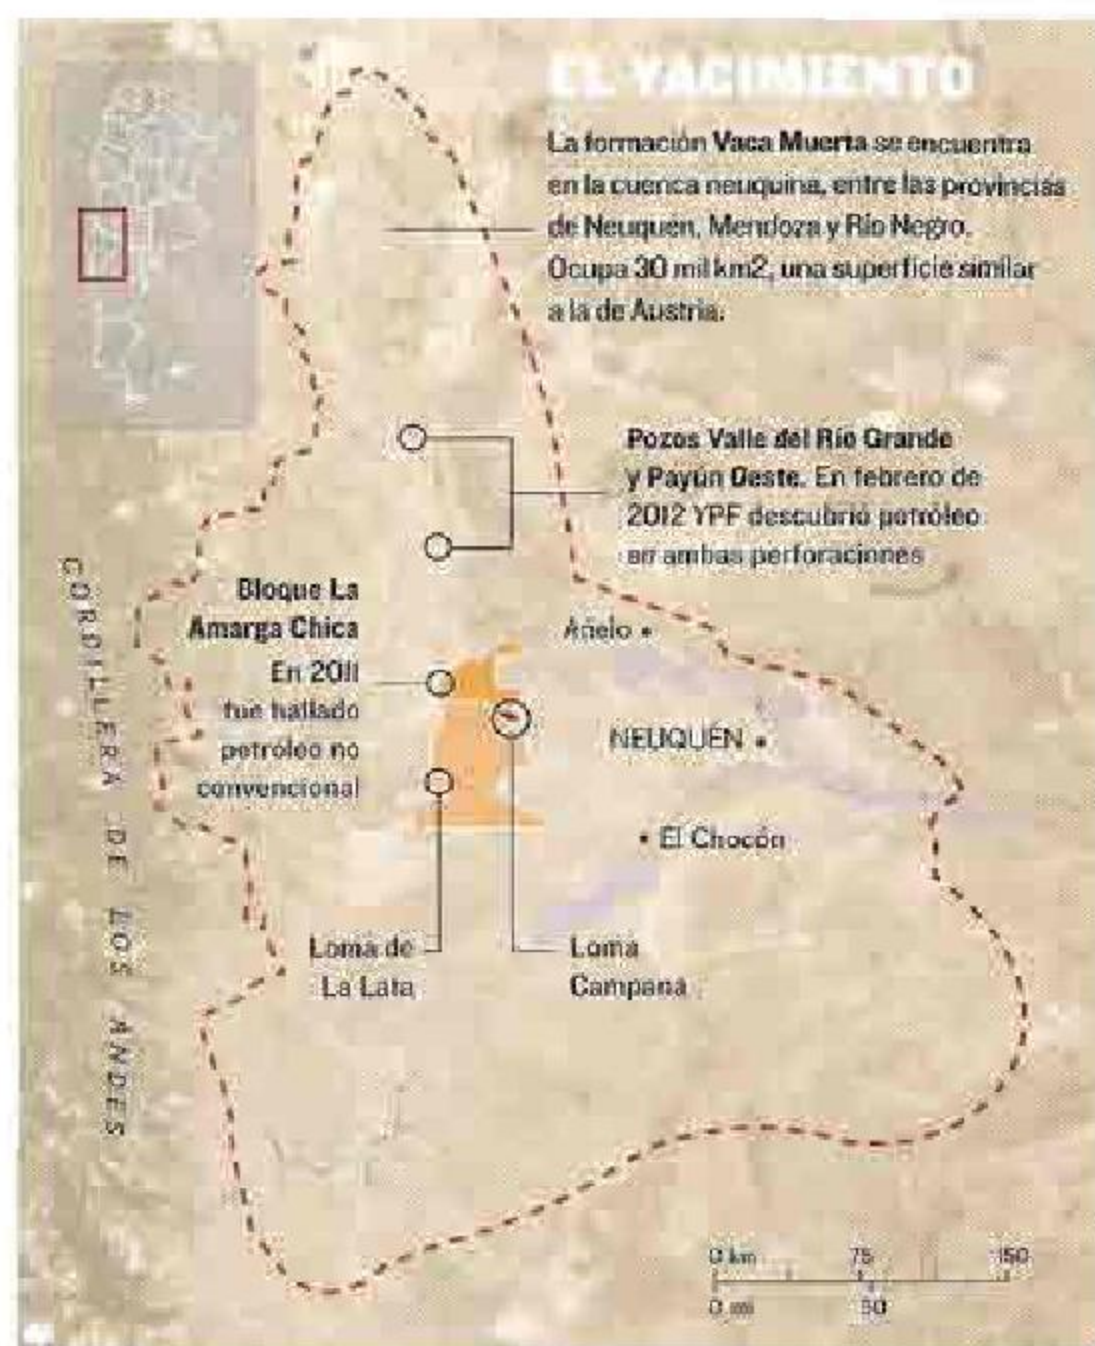 EL YACIMIENTO
La formación Vaca Muerta se encuentra
en la cuenca neuquina, entre las provincias
de Neuquén, Mendoza y Río Negro.
Ocupa 30 mil km2, una superficie similar
a la de Austria.
Pozos Valle del Río Grande
y Payún Oeste. En febrero de
2012 YPF descubrió petróleo
en ambas perforaciones
Bloque La
Amarga Chica
En 2011
fue hallado
petróleo no
convencional
Añelo
NEUQUÉN
El Chocón
Loma de
La Lata
Loma
Campana
CORDILLERA DE LOS ANDES
0 km 75 150
0 mi 50